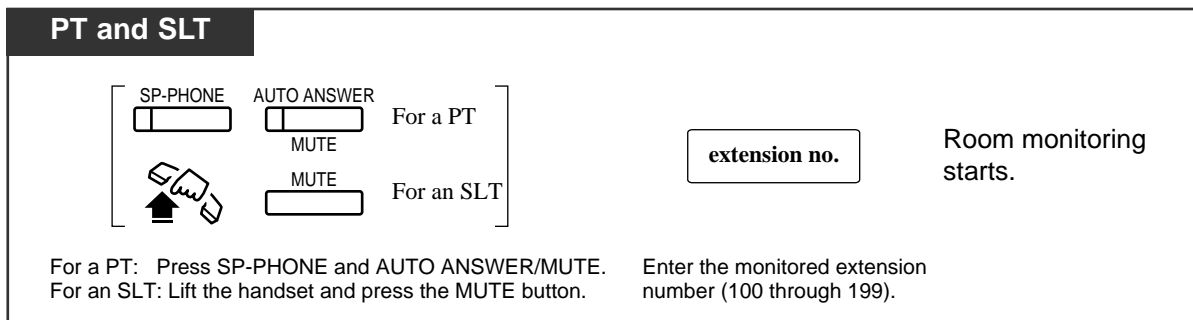 PT and SLT
SP-PHONE AUTO ANSWER
For a PT
MUTE
MUTE
For an SLT
extension no.
Room monitoring
starts.
For a PT: Press SP-PHONE and AUTO ANSWER/MUTE.
For an SLT: Lift the handset and press the MUTE button.
Enter the monitored extension
number (100 through 199).